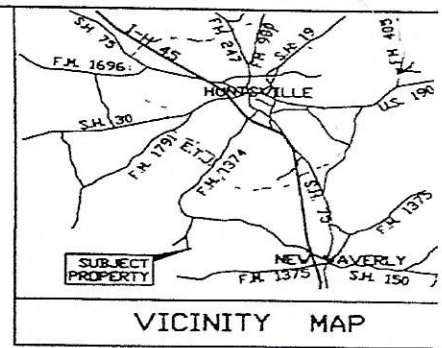 S.H. 75
I-H 45
F.M. 247
F.M. 980
S.H. 19
F.M. 405
F.M. 1696
HUNTSVILLE
U.S. 190
S.H. 30
F.M. 1791
E.T.J.
F.M. 1374
S.H. 75
F.M. 1375
SUBJECT
PROPERTY
NEW WAVERLY
F.M. 1375
S.H. 150
VICINITY MAP